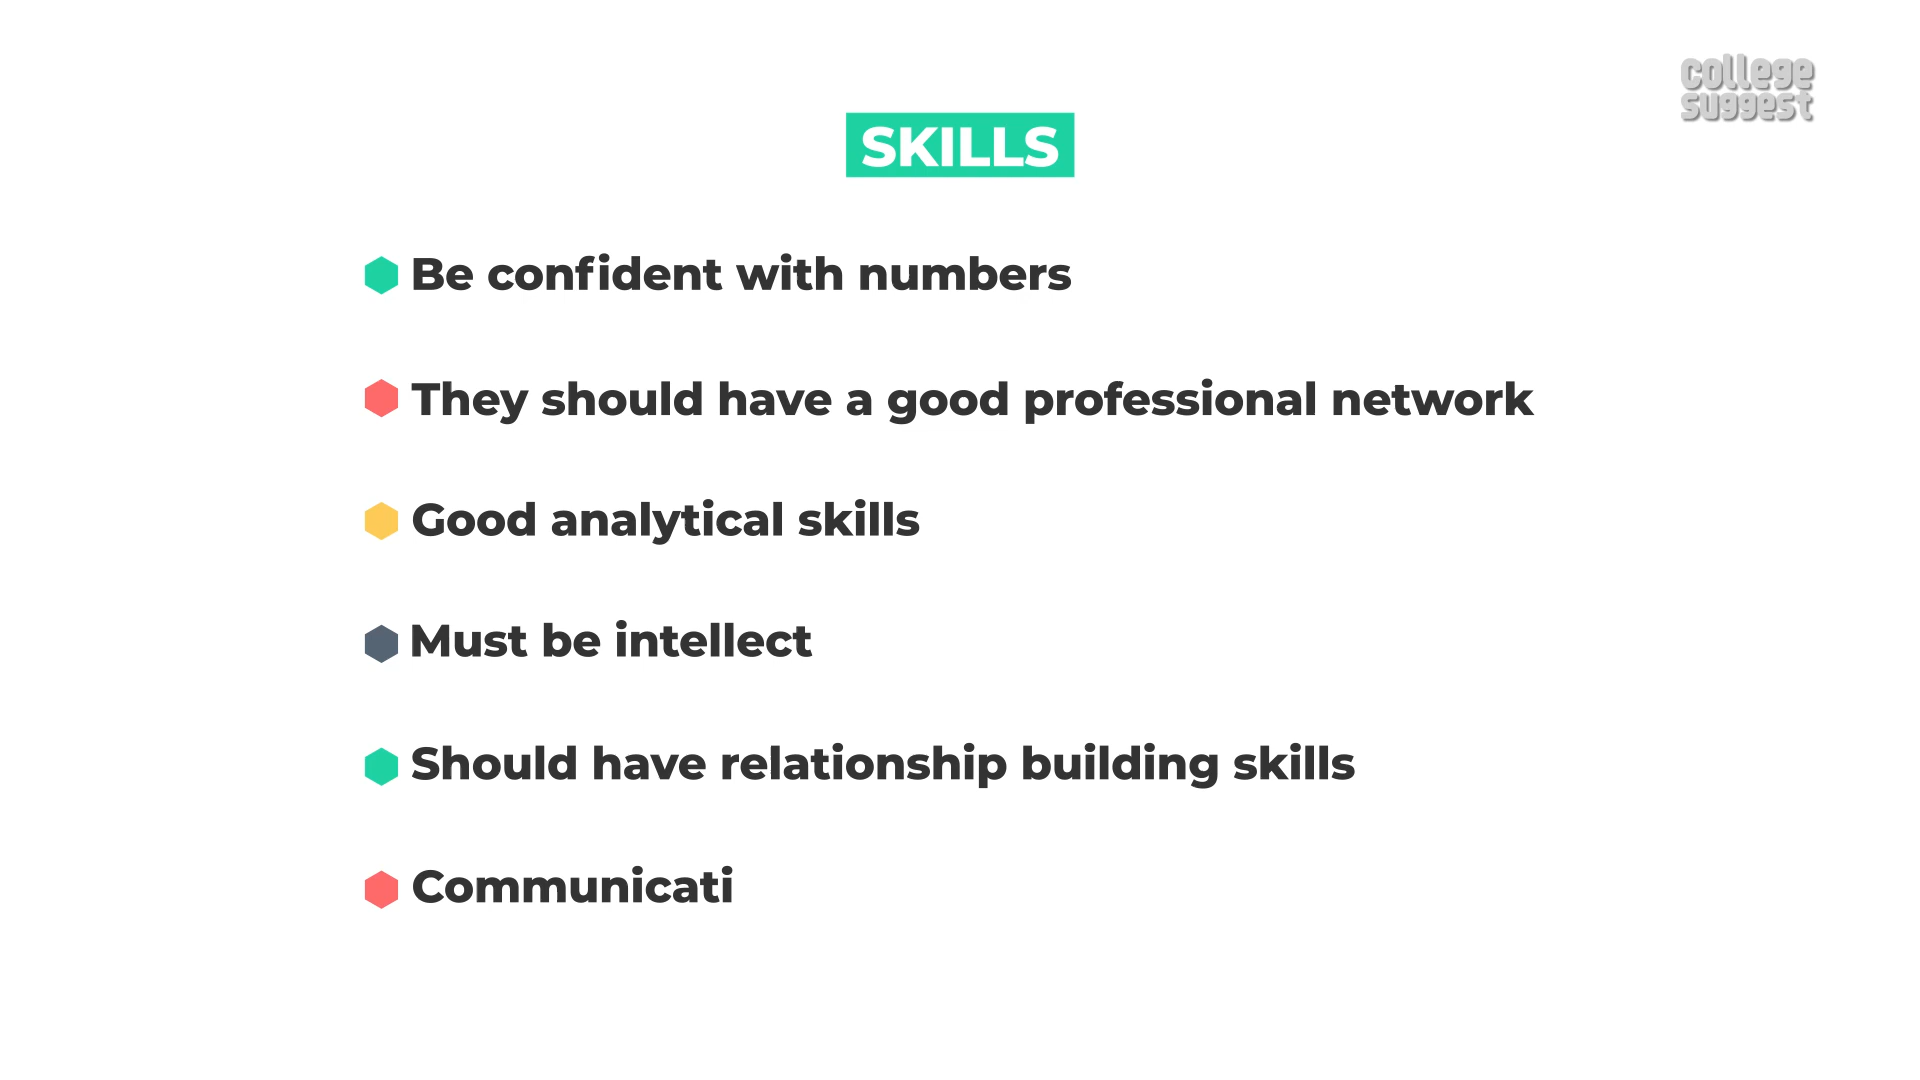 college
suggest
SKILLS
Be confident with numbers
They should have a good professional network
Good analytical skills
Must be intellect
Should have relationship building skills
Communicati